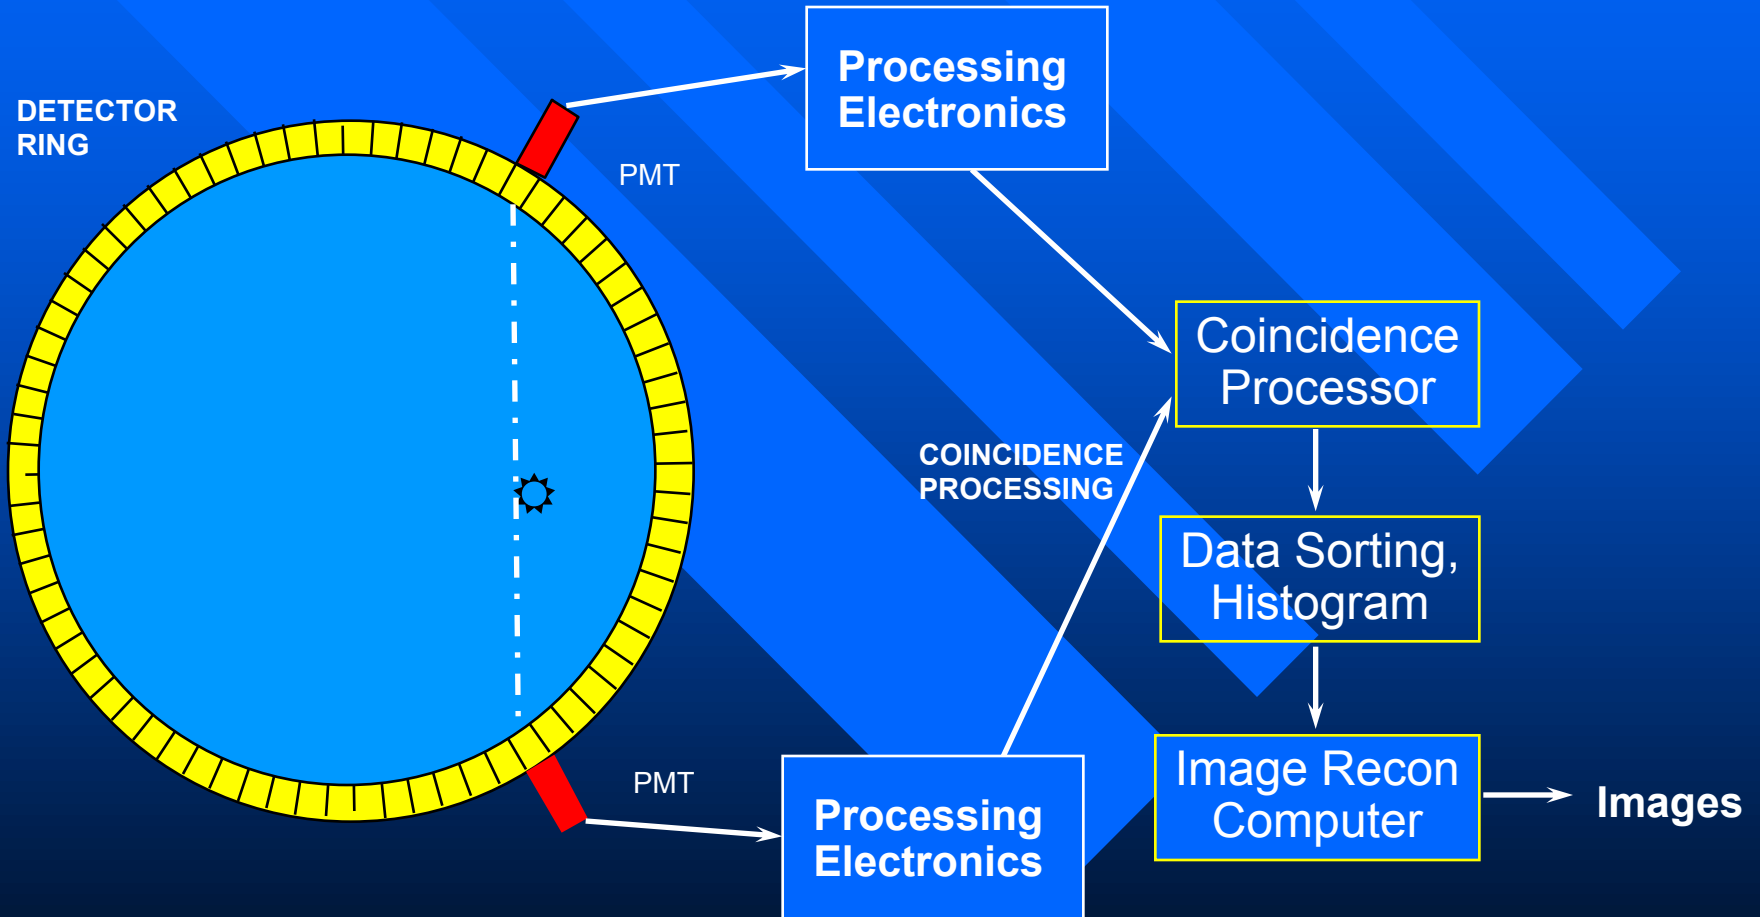 DETECTOR
RING
PMT
Processing
Electronics
Coincidence
Processor
COINCIDENCE
PROCESSING
Data Sorting,
Histogram
PMT
Processing
Electronics
Image Recon
Computer
Images